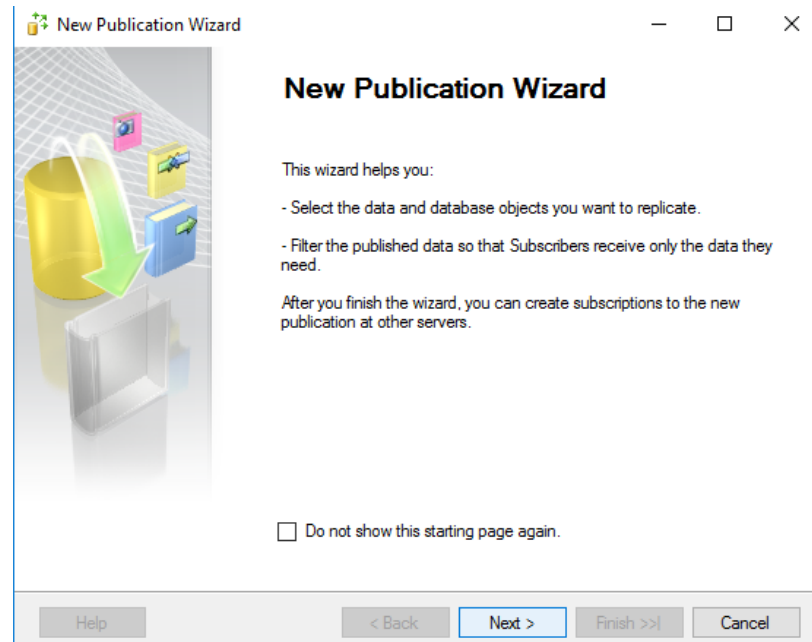 New Publication Wizard
New Publication Wizard
This wizard helps you:
- Select the data and database objects you want to replicate.
- Filter the published data so that Subscribers receive only the data they
need.
After you finish the wizard, you can create subscriptions to the new
publication at other servers.
Do not show this starting page again.
Help
< Back
Next >
Finish >>|
Cancel